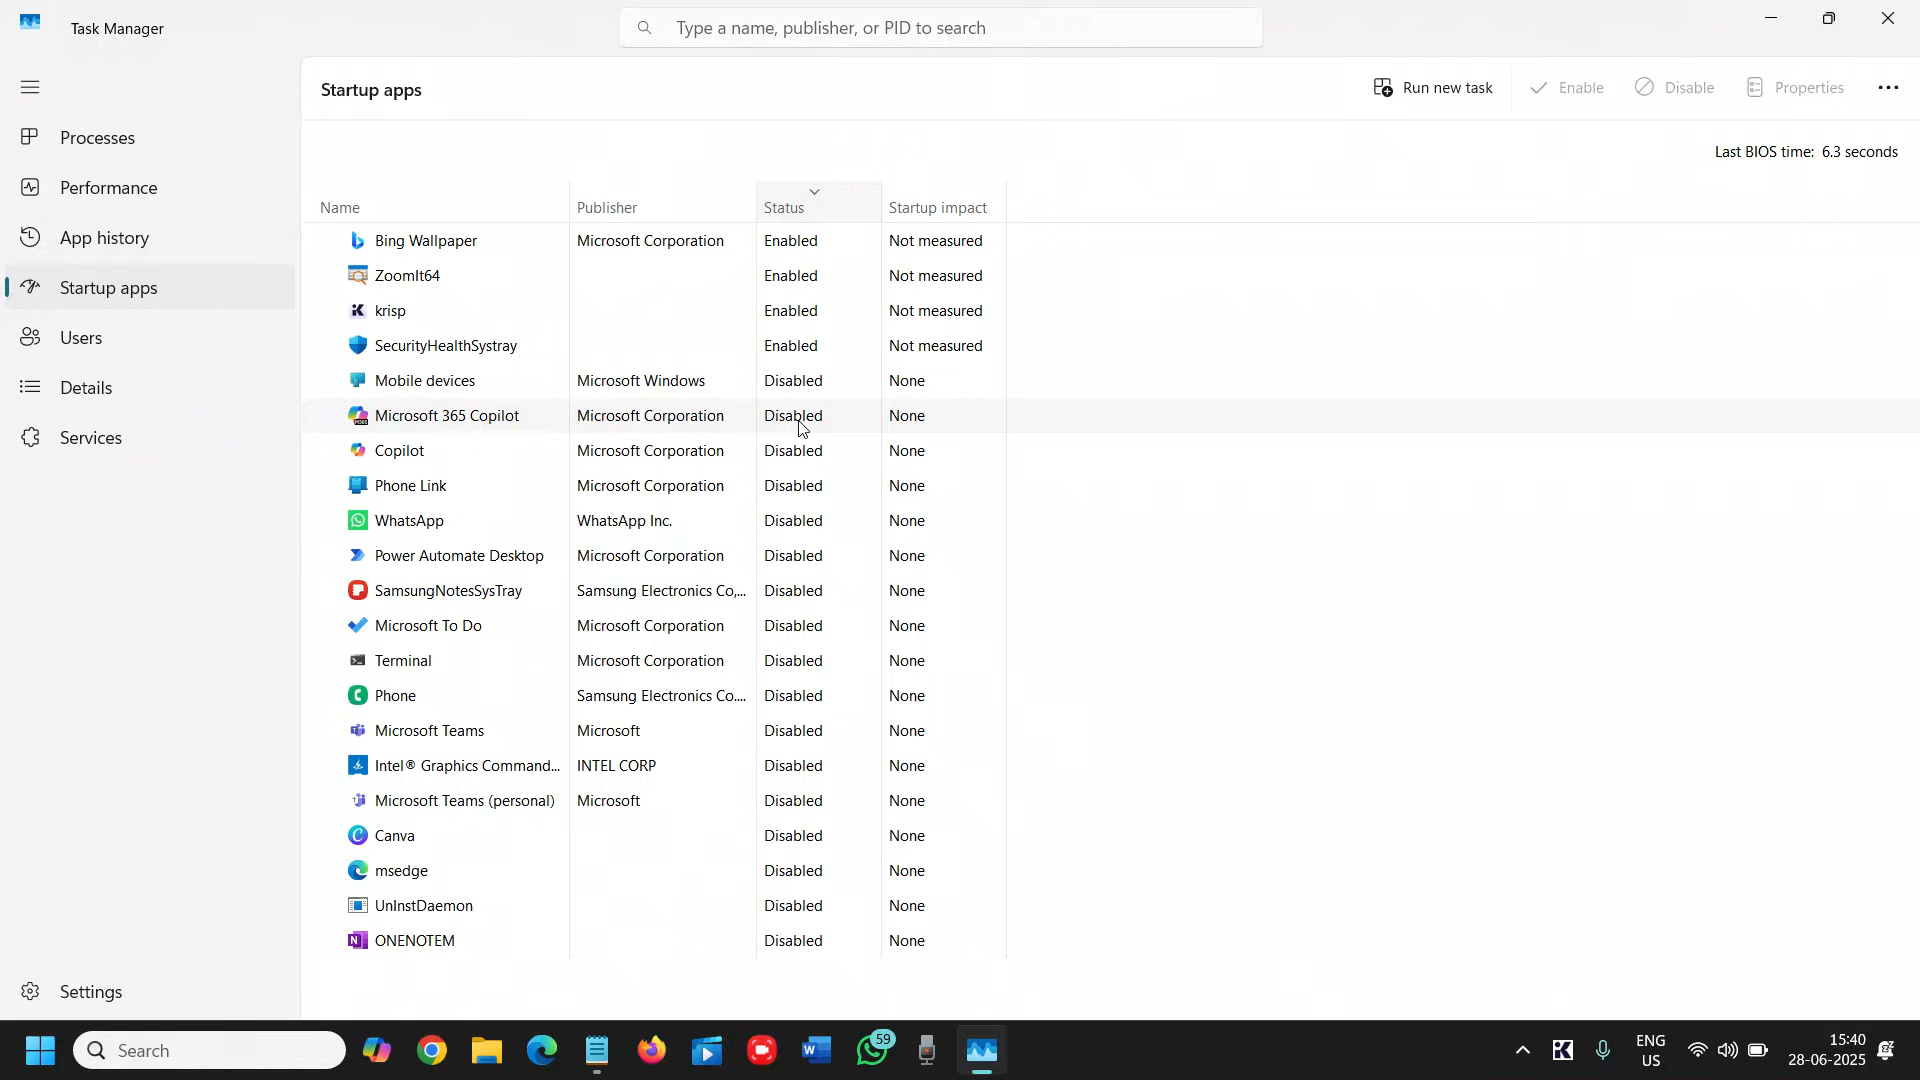 Task Manager
Type a name, publisher, or PID to search
Startup apps
Run new task
Enable
Disable
Properties
Last BIOS time: 6.3 seconds
Processes
Performance
App history
Startup apps
Users
Details
Services
Settings
Name Publisher Status Startup impact
Bing Wallpaper Microsoft Corporation Enabled Not measured
ZoomIt64 Enabled Not measured
krisp Enabled Not measured
SecurityHealthSystray Enabled Not measured
Mobile devices Microsoft Windows Disabled None
Microsoft 365 Copilot Microsoft Corporation Disabled None
Copilot Microsoft Corporation Disabled None
Phone Link Microsoft Corporation Disabled None
WhatsApp WhatsApp Inc. Disabled None
Power Automate Desktop Microsoft Corporation Disabled None
SamsungNotesSysTray Samsung Electronics Co,... Disabled None
Microsoft To Do Microsoft Corporation Disabled None
Terminal Microsoft Corporation Disabled None
Phone Samsung Electronics Co.... Disabled None
Microsoft Teams Microsoft Disabled None
Intel® Graphics Command... INTEL CORP Disabled None
Microsoft Teams (personal) Microsoft Disabled None
Canva Disabled None
msedge Disabled None
UnInstDaemon Disabled None
ONENOTEM Disabled None
Search
59
ENG
US
15:40
28-06-2025